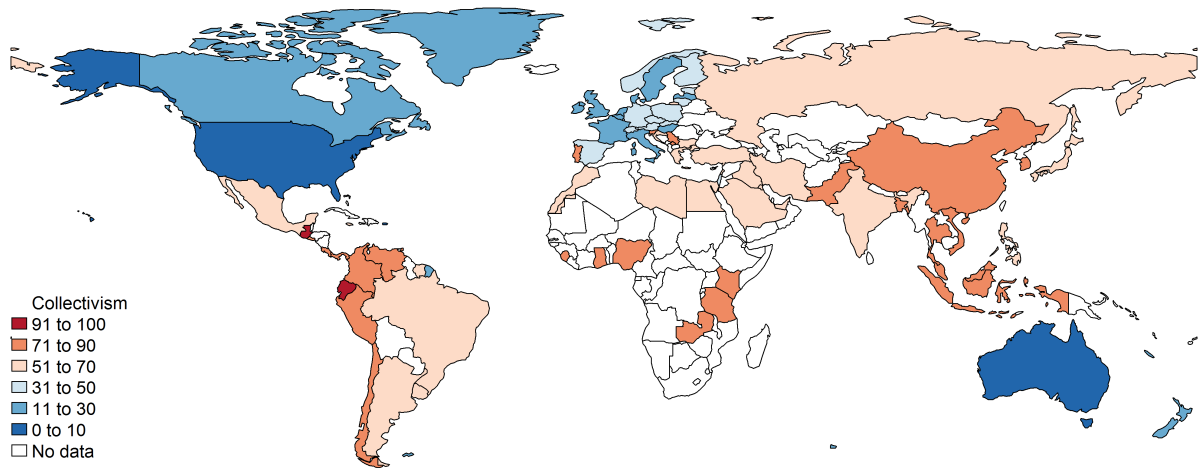 Collectivism
91 to 100
71 to 90
51 to 70
31 to 50
11 to 30
0 to 10
No data